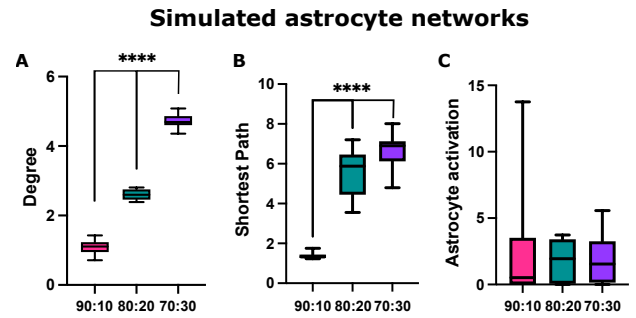 Simulated astrocyte networks
A
Degree
6
4
2
0
****
90:10 80:20 70:30
B
Shortest Path
10
8
6
4
2
0
****
90:10 80:20 70:30
C
Astrocyte activation
15
10
5
0
90:10 80:20 70:30